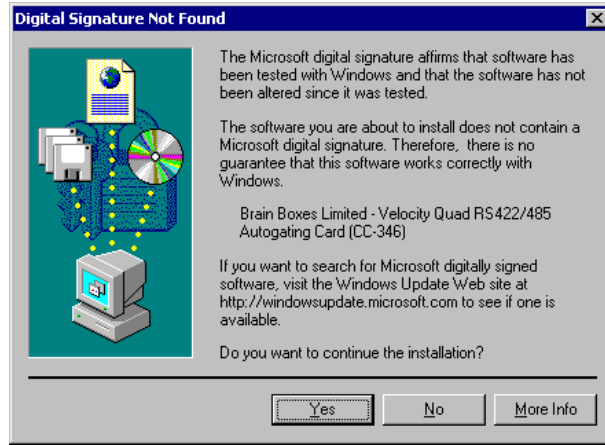 Digital Signature Not Found
The Microsoft digital signature affirms that software has
been tested with Windows and that the software has not
been altered since it was tested.
The software you are about to install does not contain a
Microsoft digital signature. Therefore, there is no
guarantee that this software works correctly with
Windows.
Brain Boxes Limited - Velocity Quad RS422/485
Autogating Card (CC-346)
If you want to search for Microsoft digitally signed
software, visit the Windows Update Web site at
http://windowsupdate.microsoft.com to see if one is
available.
Do you want to continue the installation?
Yes No More Info